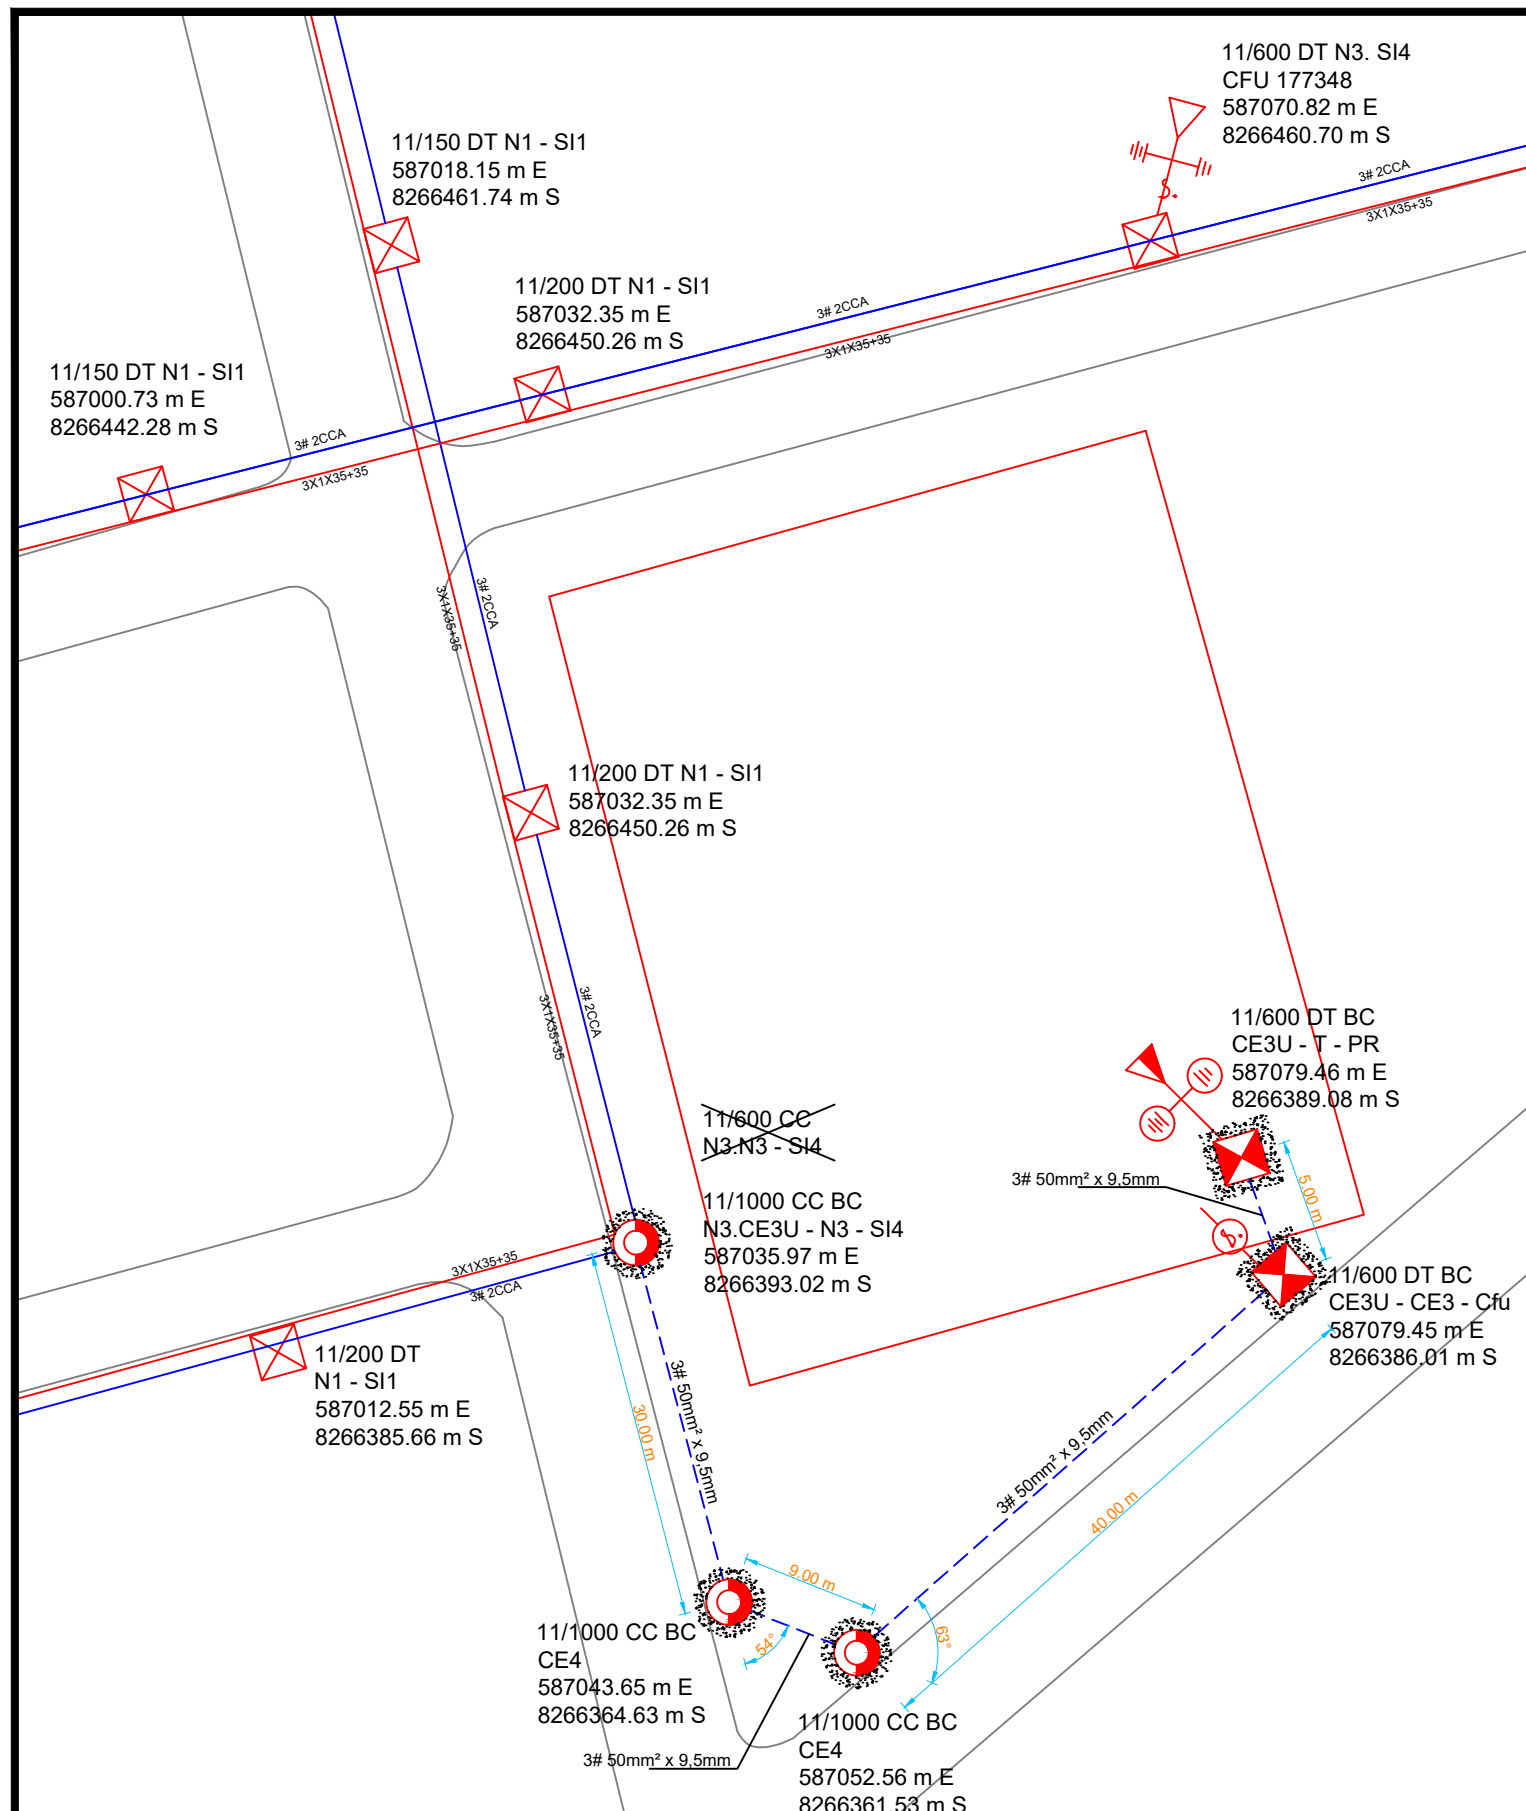 11/600 DT N3. SI4
CFU 177348
587070.82 m E
8266460.70 m S
11/150 DT N1 - SI1
587018.15 m E
8266461.74 m S
3# 2CCA
3X1X35+35
11/200 DT N1 - SI1
587032.35 m E
8266450.26 m S
3# 2CCA
3X1X35+35
11/150 DT N1 - SI1
587000.73 m E
8266442.28 m S
3# 2CCA
3X1X35+35
3# 2CCA
3X1X35+35
11/200 DT N1 - SI1
587032.35 m E
8266450.26 m S
3# 2CCA
3X1X35+35
11/600 DT BC
CE3U - T - PR
587079.46 m E
8266389.08 m S
11/600 CC
N3.N3 - SI4
3# 50mm² x 9,5mm
5.00 m
11/1000 CC BC
N3.CE3U - N3 - SI4
587035.97 m E
8266393.02 m S
3X1X35+35
3# 2CCA
11/600 DT BC
CE3U - CE3 - Cfu
587079.45 m E
8266386.01 m S
11/200 DT
N1 - SI1
587012.55 m E
8266385.66 m S
30.00 m
3# 50mm² x 9,5mm
3# 50mm² x 9,5mm
40.00 m
9.00 m
54°
63°
11/1000 CC BC
CE4
587043.65 m E
8266364.63 m S
3# 50mm² x 9,5mm
11/1000 CC BC
CE4
587052.56 m E
8266361.53 m S